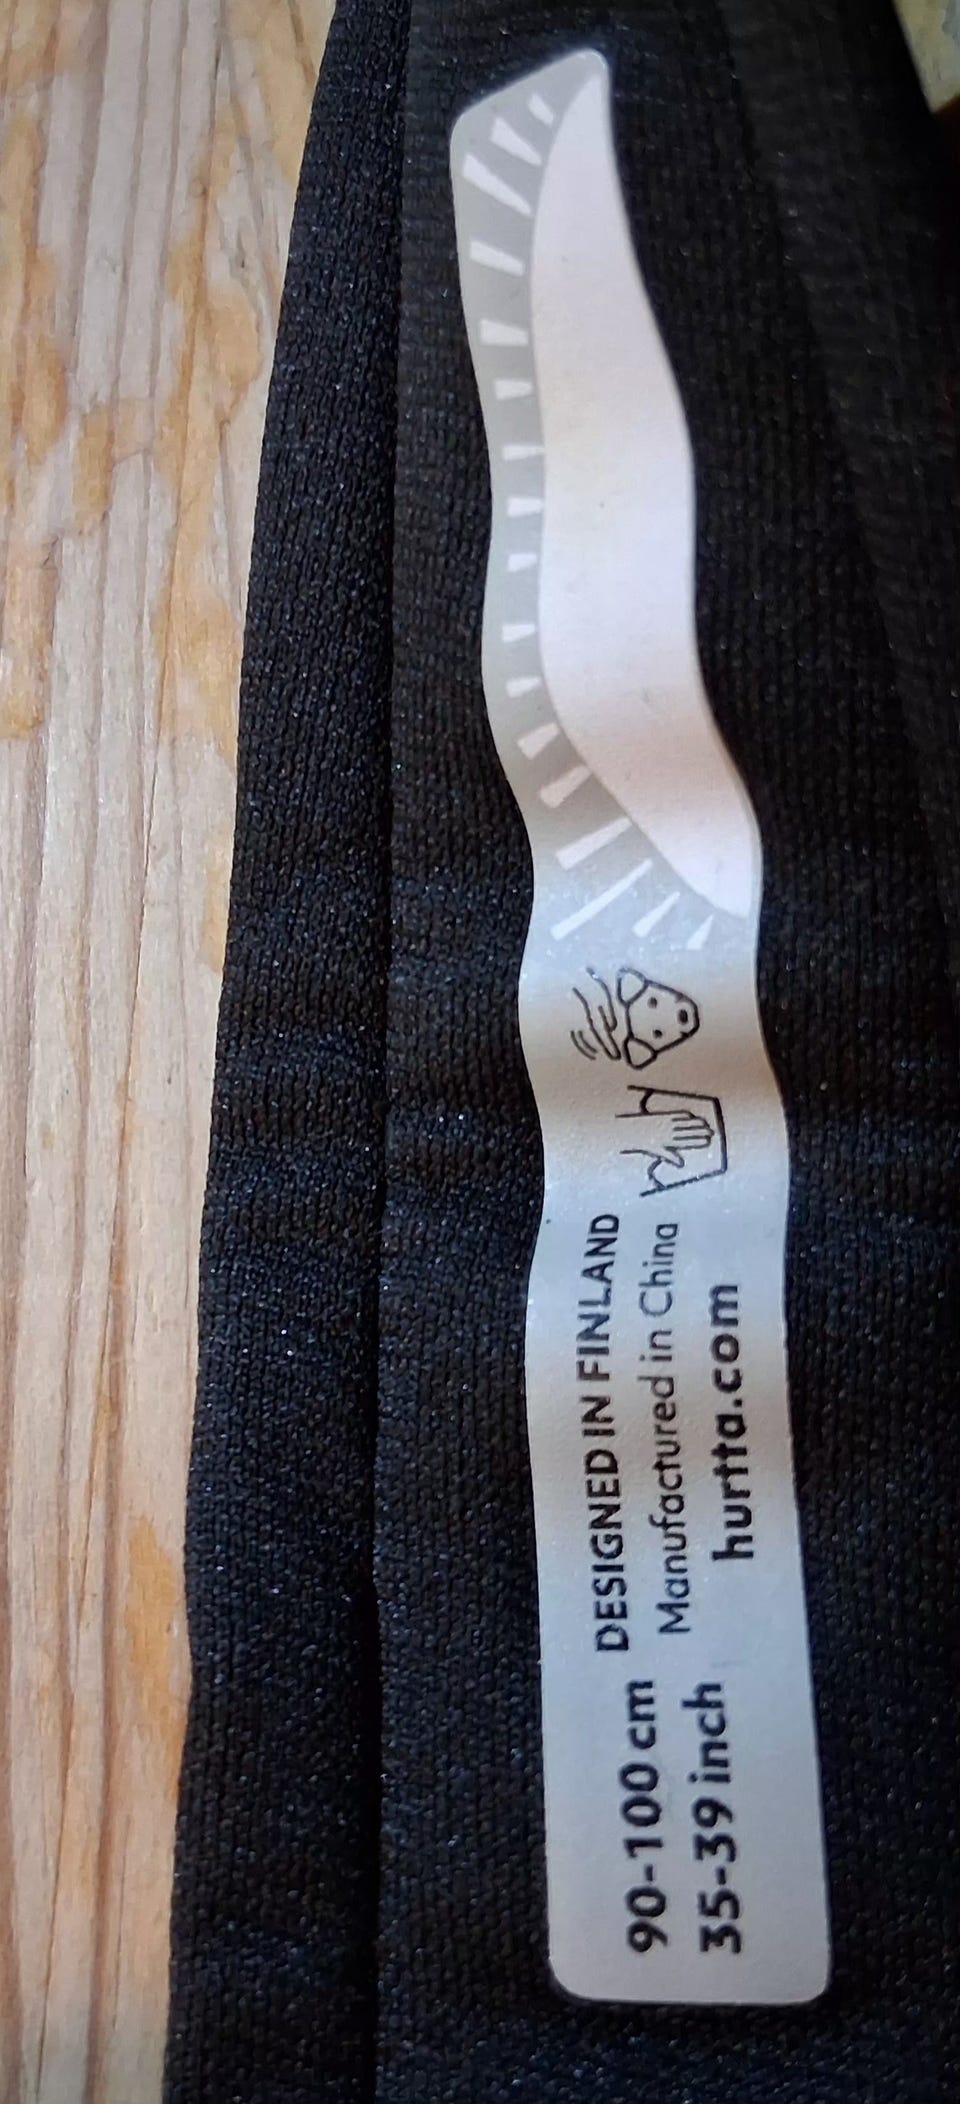 90-100 cm
35-39 inch
DESIGNED IN FINLAND
Manufactured in China
hurtta.com